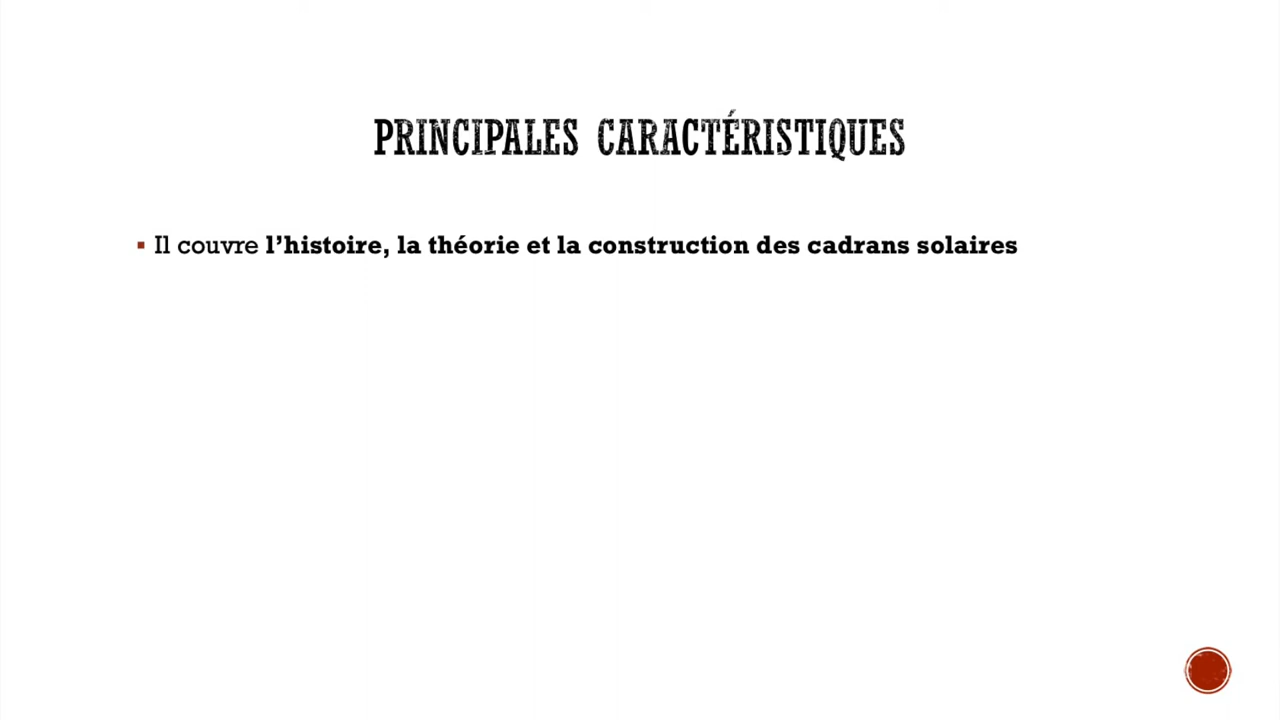 PRINCIPALES CARACTÉRISTIQUES
▪ Il couvre l’histoire, la théorie et la construction des cadrans solaires